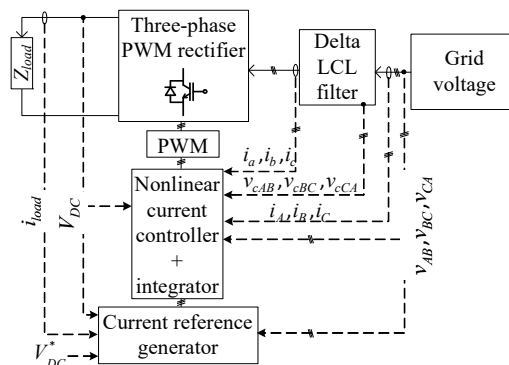 Three-phase
PWM rectifier
Delta
LCL
filter
Grid
voltage
Z_load
PWM
i_a, i_b, i_c
v_cAB, v_cBC, v_cCA
i_A, i_B, i_C
Nonlinear
current
controller
+
integrator
i_load
V_DC
v_AB, v_BC, v_CA
Current reference
generator
V_DC^*